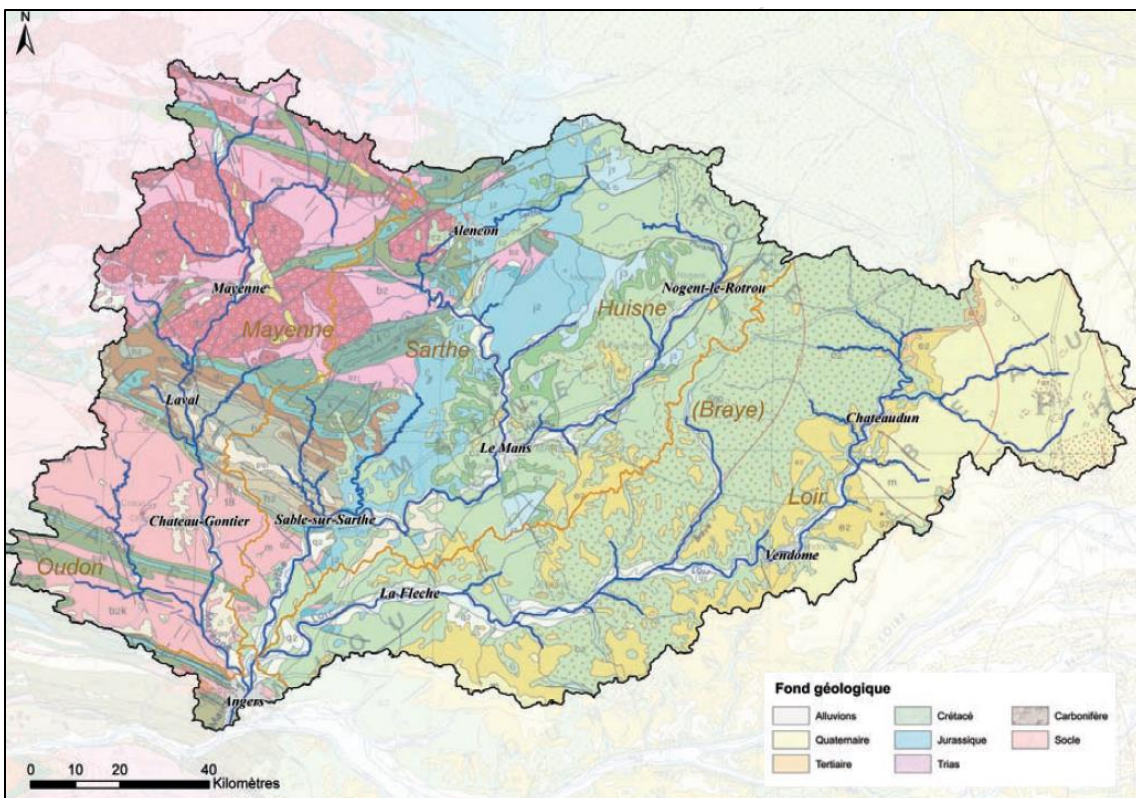 N
Alencon
Mayenne
Nogent-le-Rotrou
Huisne
Mayenne
Sarthe
Laval
(Braye)
Chateaudun
Le Mans
Loir
Chateau-Gontier
Sable-sur-Sarthe
Vendome
Oudon
La Fleche
Angers
Fond géologique
Alluvions
Crétacé
Carbonifère
Quaternaire
Jurassique
Socle
Tertiaire
Trias
0 10 20 40
Kilomètres